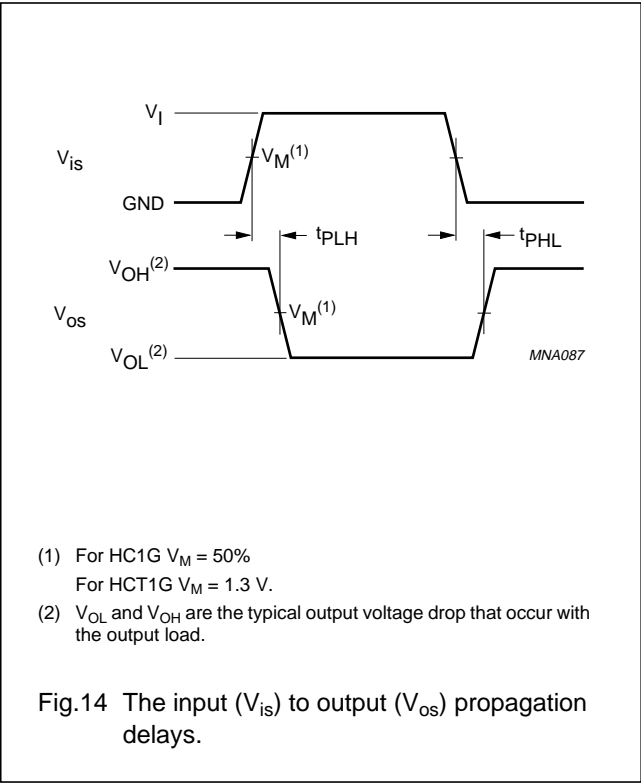 V_I
V_is
V_M(1)
GND
t_PLH
t_PHL
V_OH(2)
V_M(1)
V_os
V_OL(2)
MNA087
(1) For HC1G V_M = 50%
For HCT1G V_M = 1.3 V.
(2) V_OL and V_OH are the typical output voltage drop that occur with
the output load.
Fig.14 The input (V_is) to output (V_os) propagation
delays.